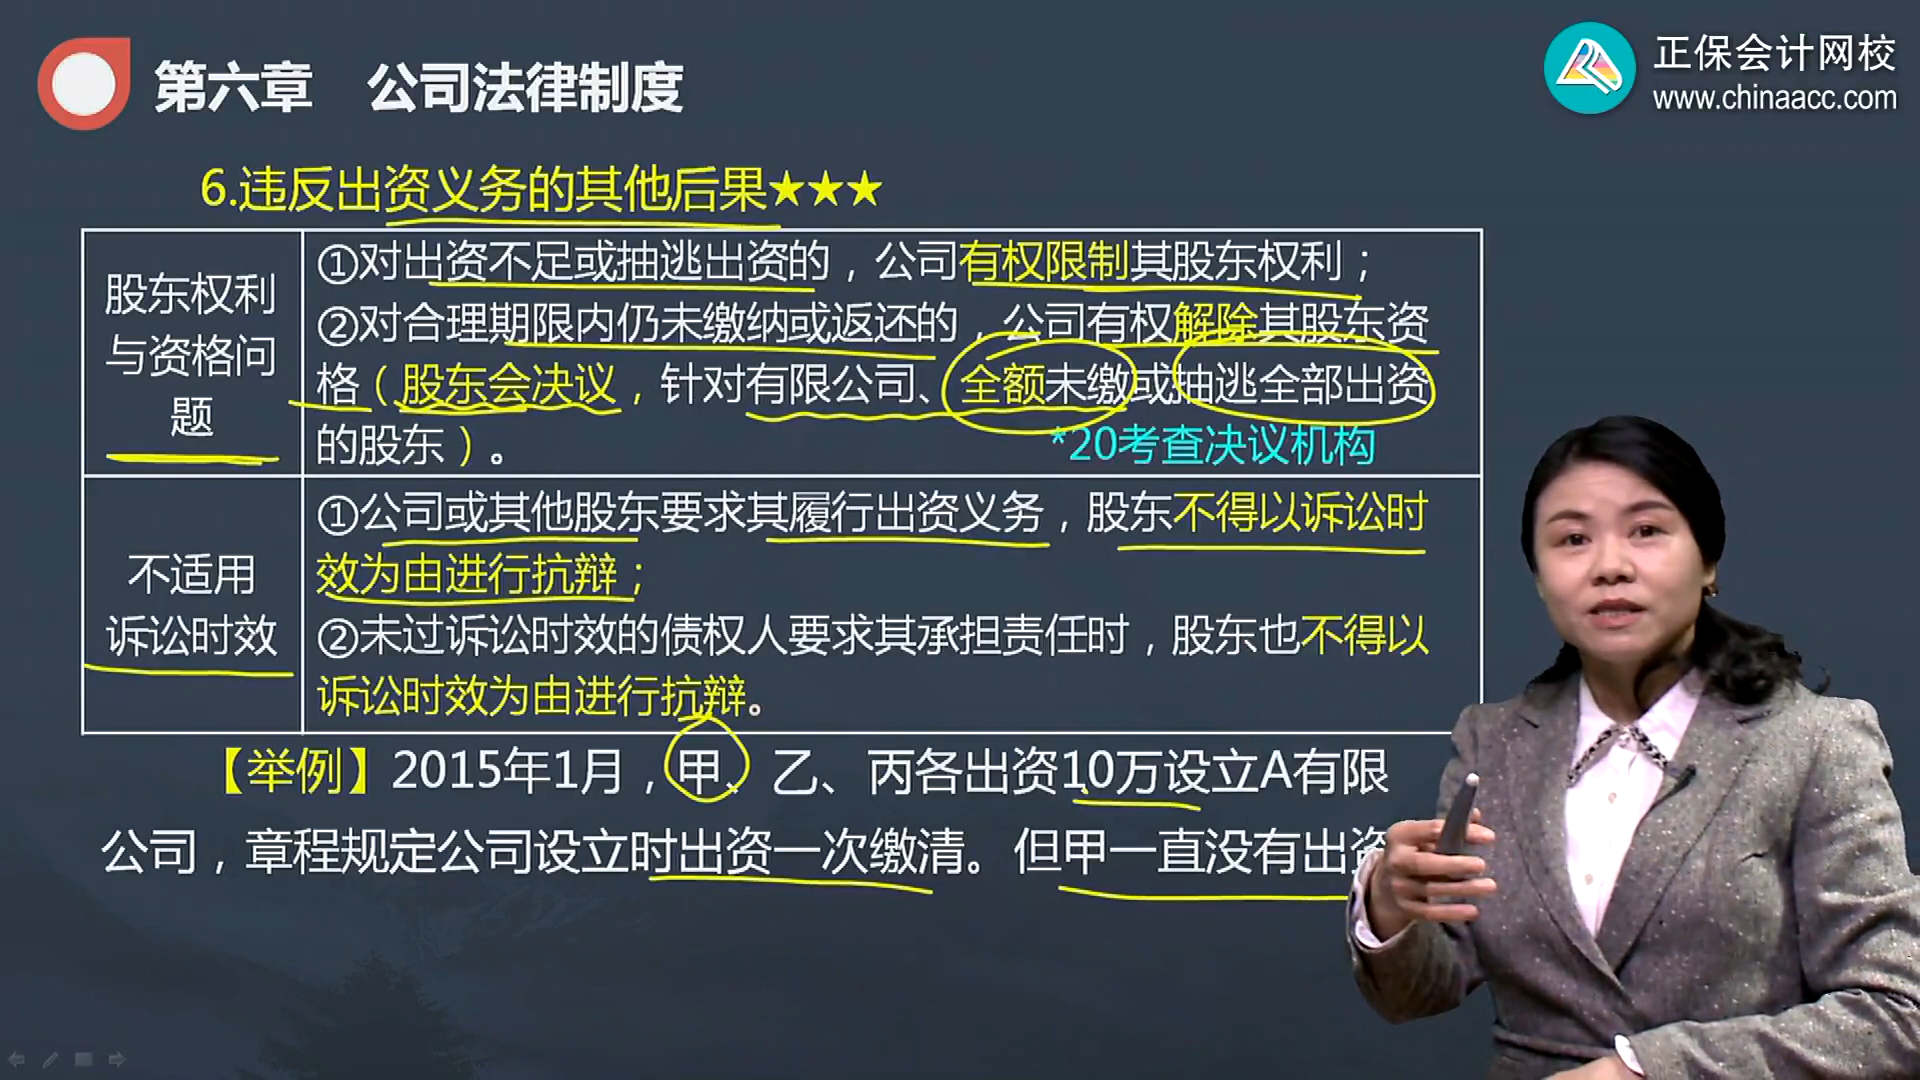 第六章 公司法律制度
正保会计网校
www.chinaacc.com
6.违反出资义务的其他后果★★★
股东权利
与资格问
题
①对出资不足或抽逃出资的，公司有权限制其股东权利；
②对合理期限内仍未缴纳或返还的，公司有权解除其股东资
格（股东会决议，针对有限公司、全额未缴或抽逃全部出资
的股东）。
*20考查决议机构
不适用
诉讼时效
①公司或其他股东要求其履行出资义务，股东不得以诉讼时
效为由进行抗辩；
②未过诉讼时效的债权人要求其承担责任时，股东也不得以
诉讼时效为由进行抗辩。
【举例】2015年1月，甲、乙、丙各出资10万设立A有限
公司，章程规定公司设立时出资一次缴清。但甲一直没有出资